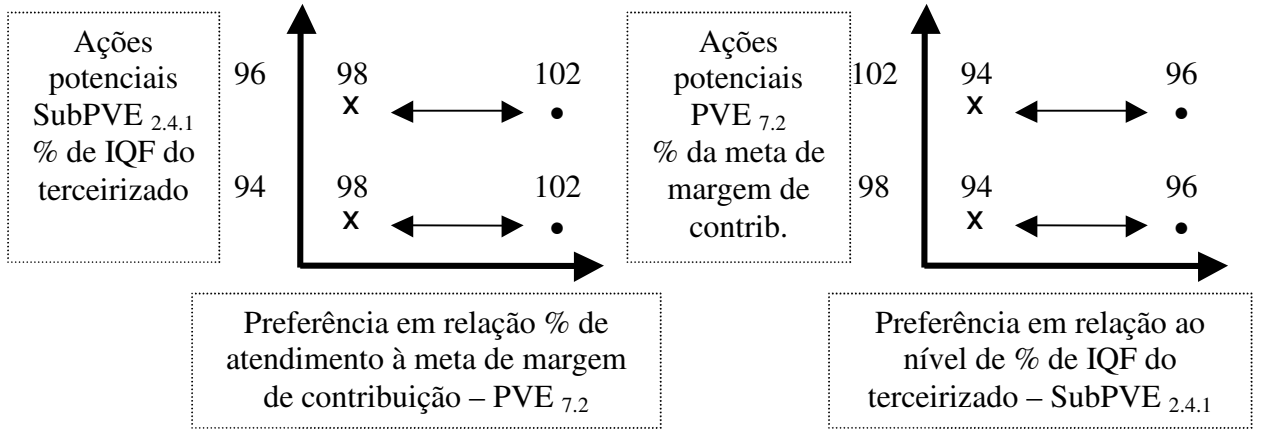 Ações
potenciais
SubPVE 2.4.1
% de IQF do
terceirizado
96
98
102
x
•
94
98
102
x
•
Preferência em relação % de
atendimento à meta de margem
de contribuição – PVE 7.2
Ações
potenciais
PVE 7.2
% da meta de
margem de
contrib.
102
94
96
x
•
98
94
96
x
•
Preferência em relação ao
nível de % de IQF do
terceirizado – SubPVE 2.4.1